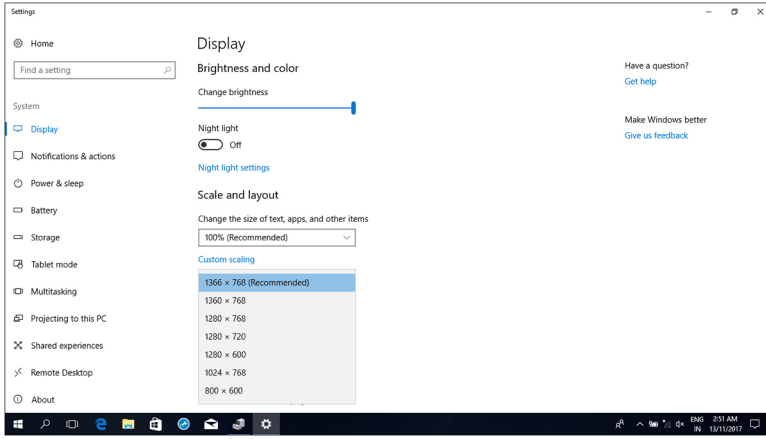 Settings
Home
Find a setting
System
Display
Notifications & actions
Power & sleep
Battery
Storage
Tablet mode
Multitasking
Projecting to this PC
Shared experiences
Remote Desktop
About
Display
Brightness and color
Change brightness
Night light
Off
Night light settings
Scale and layout
Change the size of text, apps, and other items
100% (Recommended)
Custom scaling
1366 × 768 (Recommended)
1360 × 768
1280 × 768
1280 × 720
1280 × 600
1024 × 768
800 × 600
Have a question?
Get help
Make Windows better
Give us feedback
ENG
IN
2:51 AM
13/11/2017